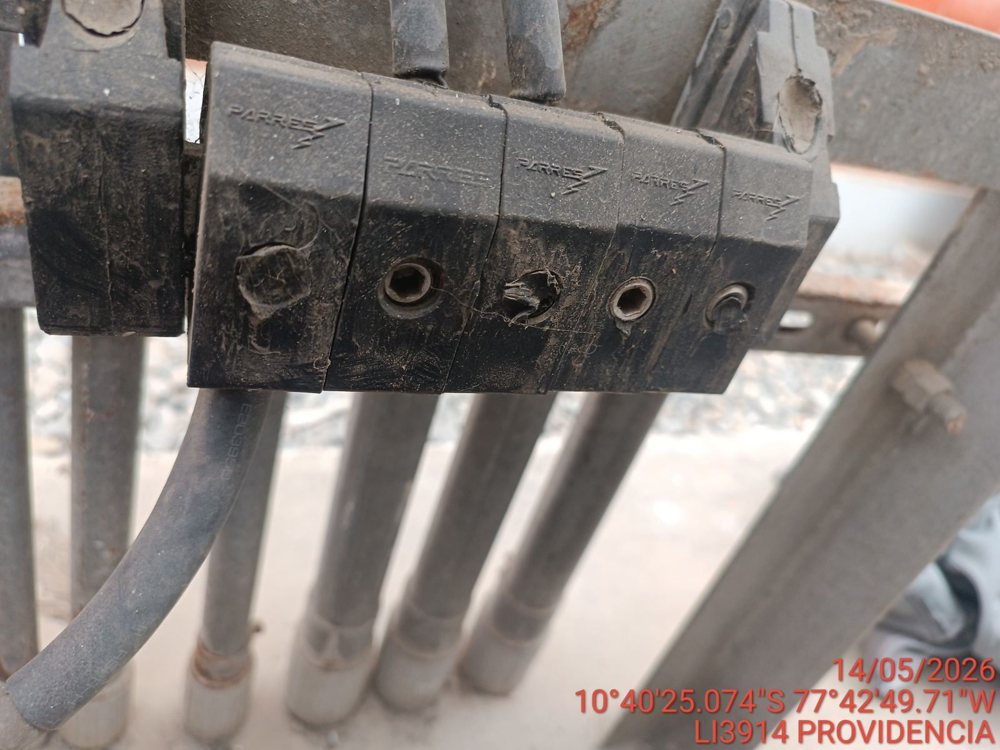 PARRES
PARRES
PARRES
PARRES
PARRES
14/05/2026
10°40'25.074"S 77°42'49.71"W
LI3914 PROVIDENCIA